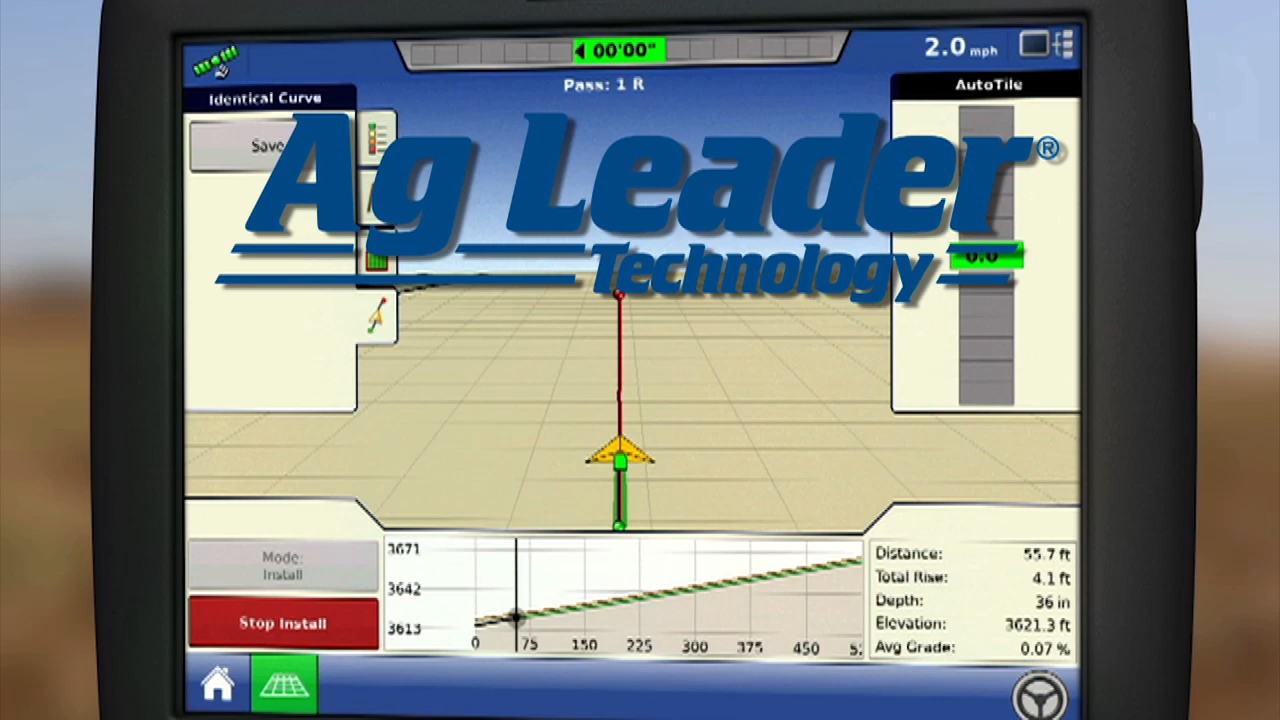 ◀ 00'00"
2.0 mph
Pass: 1 R
Identical Curve
AutoTile
Save
Ag Leader®
Technology
0.0
3671
3642
3613
0 75 150 225 300 375 450
Mode:
Install
Stop Install
Distance: 55.7 ft
Total Rise: 4.1 ft
Depth: 36 in
Elevation: 3621.3 ft
Avg Grade: 0.07 %